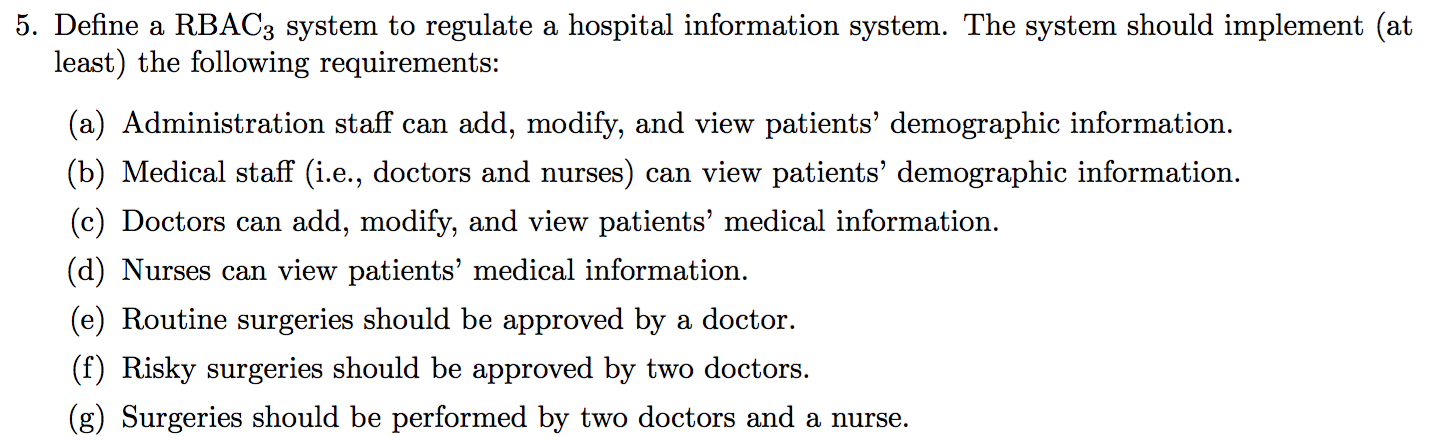 5. Define a RBAC₃ system to regulate a hospital information system. The system should implement (at
least) the following requirements:
(a) Administration staff can add, modify, and view patients’ demographic information.
(b) Medical staff (i.e., doctors and nurses) can view patients’ demographic information.
(c) Doctors can add, modify, and view patients’ medical information.
(d) Nurses can view patients’ medical information.
(e) Routine surgeries should be approved by a doctor.
(f) Risky surgeries should be approved by two doctors.
(g) Surgeries should be performed by two doctors and a nurse.